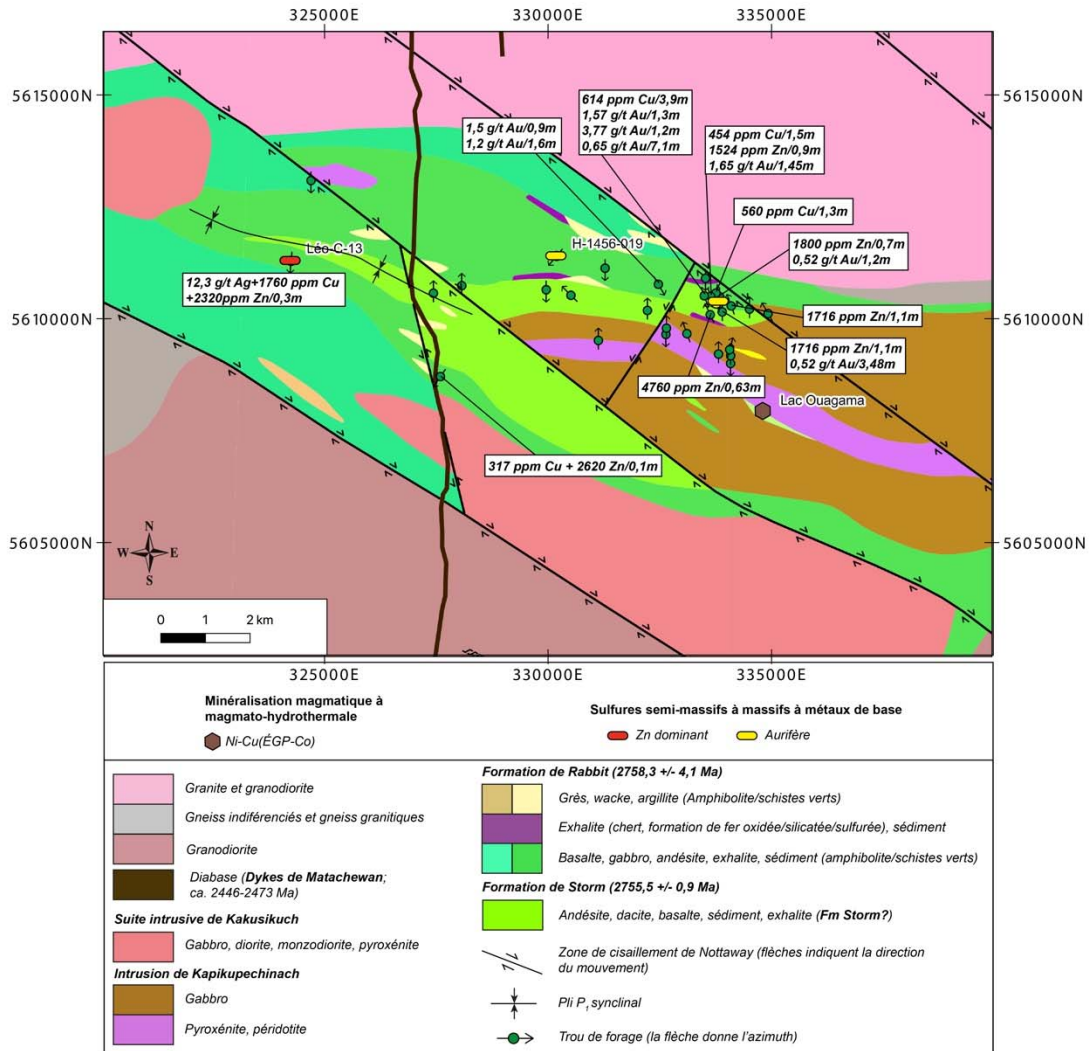 325000E
330000E
335000E
5615000N
5615000N
614 ppm Cu/3,9m
1,57 g/t Au/1,3m
3,77 g/t Au/1,2m
0,65 g/t Au/7,1m
1,5 g/t Au/0,9m
1,2 g/t Au/1,6m
454 ppm Cu/1,5m
1524 ppm Zn/0,9m
1,65 g/t Au/1,45m
560 ppm Cu/1,3m
Léo-C-13
H-1456-019
1800 ppm Zn/0,7m
0,52 g/t Au/1,2m
12,3 g/t Ag+1760 ppm Cu
+2320ppm Zn/0,3m
5610000N
5610000N
1716 ppm Zn/1,1m
1716 ppm Zn/1,1m
0,52 g/t Au/3,48m
4760 ppm Zn/0,63m
Lac Ouagama
317 ppm Cu + 2620 Zn/0,1m
5605000N
5605000N
N
W
E
S
0 1 2 km
325000E
330000E
335000E
Minéralisation magmatique à
magmato-hydrothermale
Ni-Cu(ÉGP-Co)
Sulfures semi-massifs à massifs à métaux de base
Zn dominant
Aurifère
Granite et granodiorite
Gneiss indiférenciés et gneiss granitiques
Granodiorite
Diabase (Dykes de Matachewan;
ca. 2446-2473 Ma)
Suite intrusive de Kakusikuch
Gabbro, diorite, monzodiorite, pyroxénite
Intrusion de Kapikupechinach
Gabbro
Pyroxénite, péridotite
Formation de Rabbit (2758,3 +/- 4,1 Ma)
Grès, wacke, argillite (Amphibolite/schistes verts)
Exhalite (chert, formation de fer oxidée/silicatée/sulfurée), sédiment
Basalte, gabbro, andésite, exhalite, sédiment (amphibolite/schistes verts)
Formation de Storm (2755,5 +/- 0,9 Ma)
Andésite, dacite, basalte, sédiment, exhalite (Fm Storm?)
Zone de cisaillement de Nottaway (flèches indiquent la direction
du mouvement)
Pli P1 synclinal
Trou de forage (la flèche donne l'azimuth)